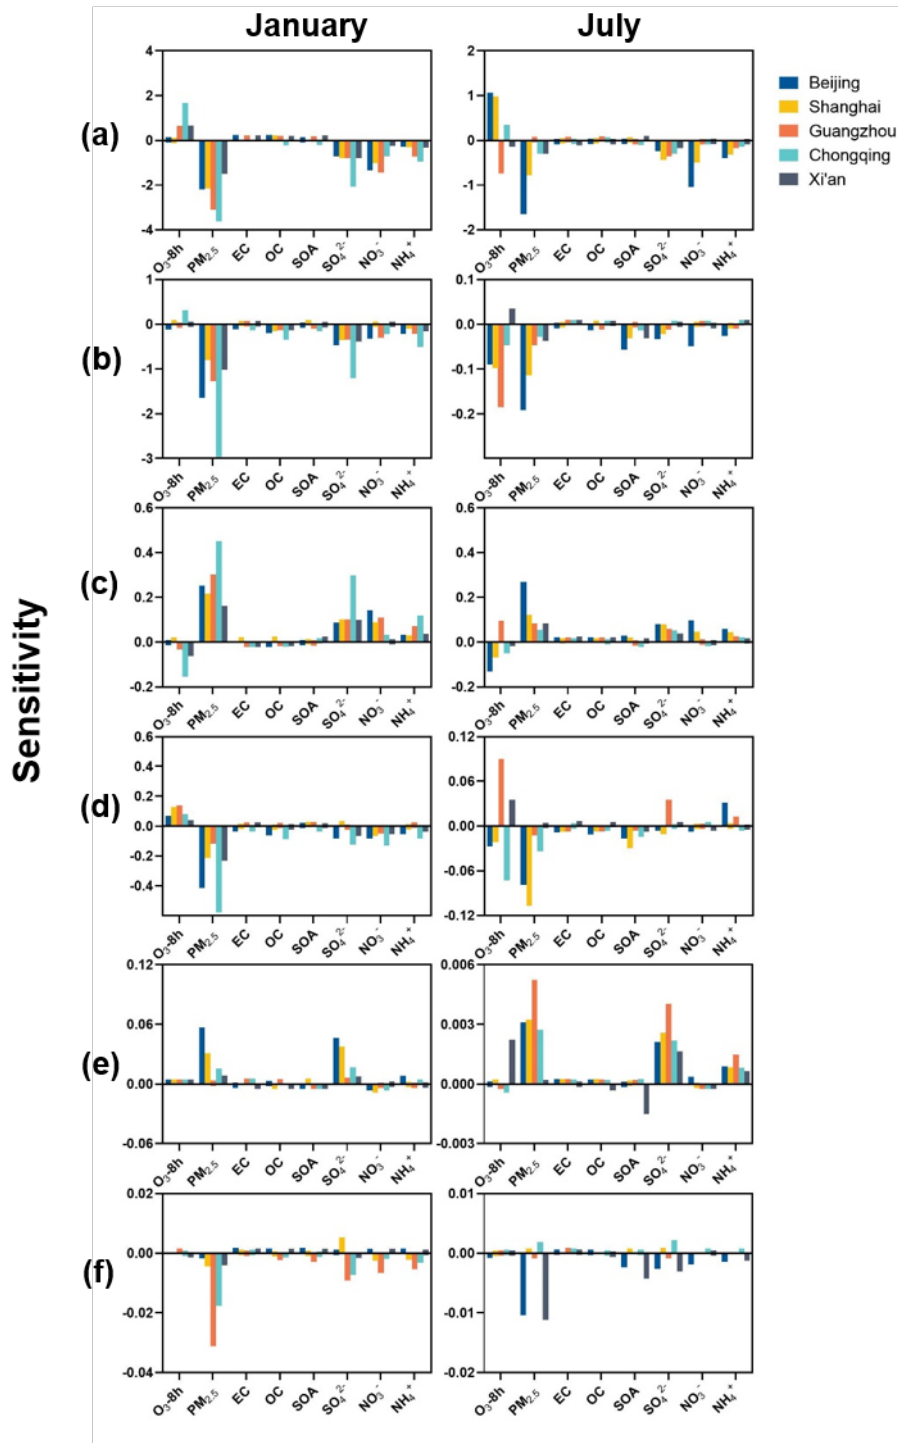 January July
Beijing
Shanghai
Guangzhou
Chongqing
Xi'an
Sensitivity
(a)
4
2
0
-2
-4
O₃-8h PM₂.₅ EC OC SOA SO₄²⁻ NO₃⁻ NH₄⁺
2
1
0
-1
-2
O₃-8h PM₂.₅ EC OC SOA SO₄²⁻ NO₃⁻ NH₄⁺
(b)
1
0
-1
-2
-3
O₃-8h PM₂.₅ EC OC SOA SO₄²⁻ NO₃⁻ NH₄⁺
0.1
0.0
-0.1
-0.2
O₃-8h PM₂.₅ EC OC SOA SO₄²⁻ NO₃⁻ NH₄⁺
(c)
0.6
0.4
0.2
0.0
-0.2
O₃-8h PM₂.₅ EC OC SOA SO₄²⁻ NO₃⁻ NH₄⁺
0.6
0.4
0.2
0.0
-0.2
O₃-8h PM₂.₅ EC OC SOA SO₄²⁻ NO₃⁻ NH₄⁺
(d)
0.6
0.4
0.2
0.0
-0.2
-0.4
O₃-8h PM₂.₅ EC OC SOA SO₄²⁻ NO₃⁻ NH₄⁺
0.12
0.06
0.00
-0.06
-0.12
O₃-8h PM₂.₅ EC OC SOA SO₄²⁻ NO₃⁻ NH₄⁺
(e)
0.12
0.06
0.00
-0.06
O₃-8h PM₂.₅ EC OC SOA SO₄²⁻ NO₃⁻ NH₄⁺
0.006
0.003
0.000
-0.003
O₃-8h PM₂.₅ EC OC SOA SO₄²⁻ NO₃⁻ NH₄⁺
(f)
0.02
0.00
-0.02
-0.04
O₃-8h PM₂.₅ EC OC SOA SO₄²⁻ NO₃⁻ NH₄⁺
0.01
0.00
-0.01
-0.02
O₃-8h PM₂.₅ EC OC SOA SO₄²⁻ NO₃⁻ NH₄⁺